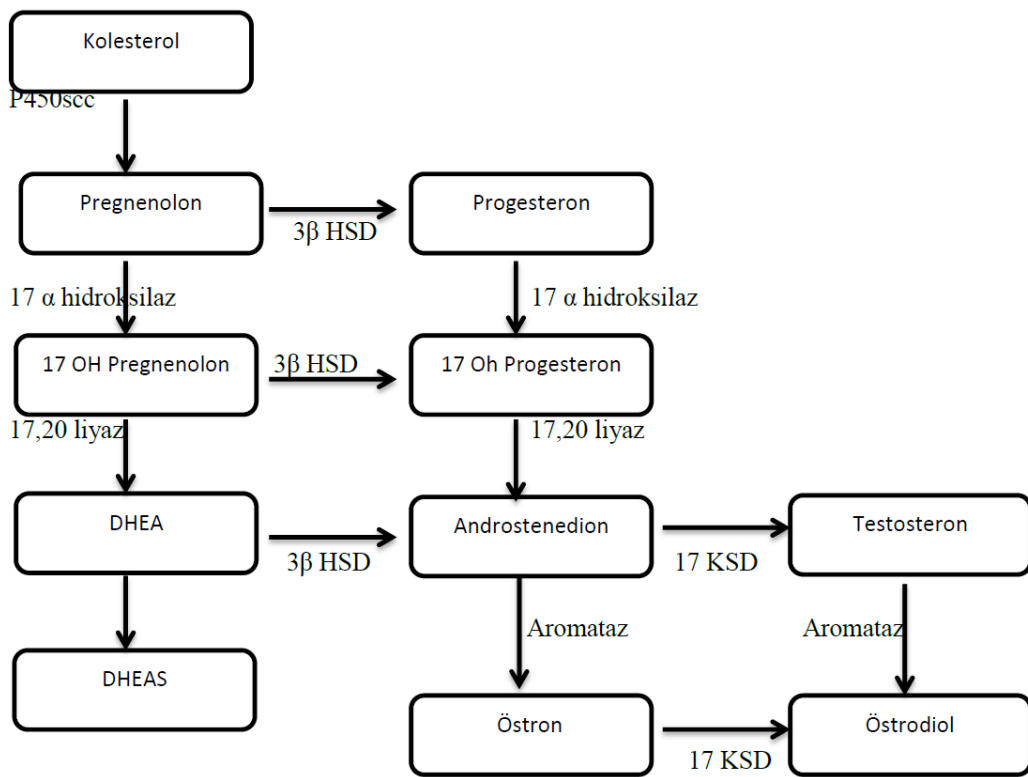 Kolesterol
P450scc
Pregnenolon
Progesteron
3β HSD
17 α hidroksilaz
17 α hidroksilaz
17 OH Pregnenolon
3β HSD
17 Oh Progesteron
17,20 liyaz
17,20 liyaz
DHEA
3β HSD
Androstenedion
17 KSD
Testosteron
Aromataz
Aromataz
DHEAS
Östron
17 KSD
Östrodiol